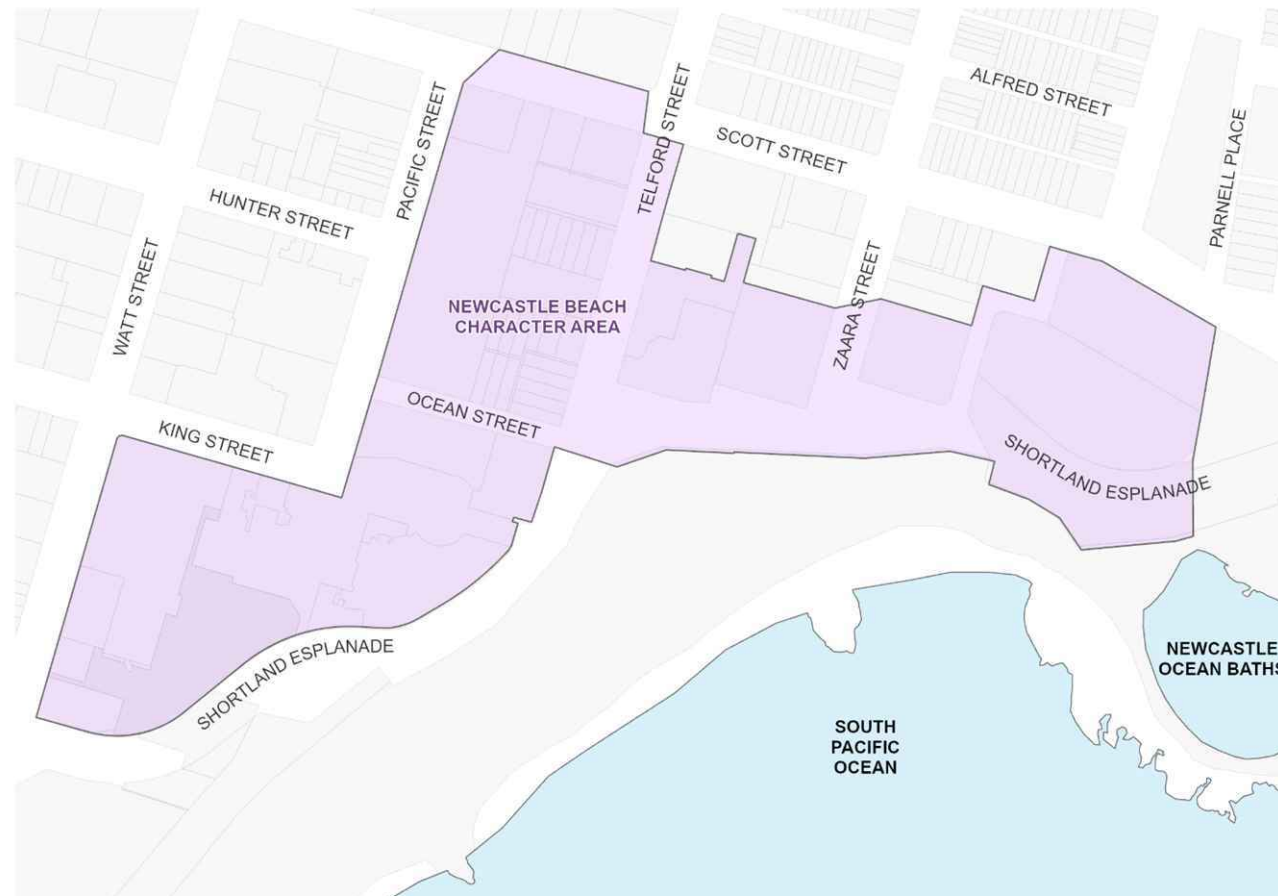 ALFRED STREET
SCOTT STREET
TELFORD STREET
PACIFIC STREET
PARNELL PLACE
HUNTER STREET
WATT STREET
ZAARA STREET
NEWCASTLE BEACH
CHARACTER AREA
OCEAN STREET
KING STREET
SHORTLAND ESPLANADE
SHORTLAND ESPLANADE
NEWCASTLE
OCEAN BATHS
SOUTH
PACIFIC
OCEAN